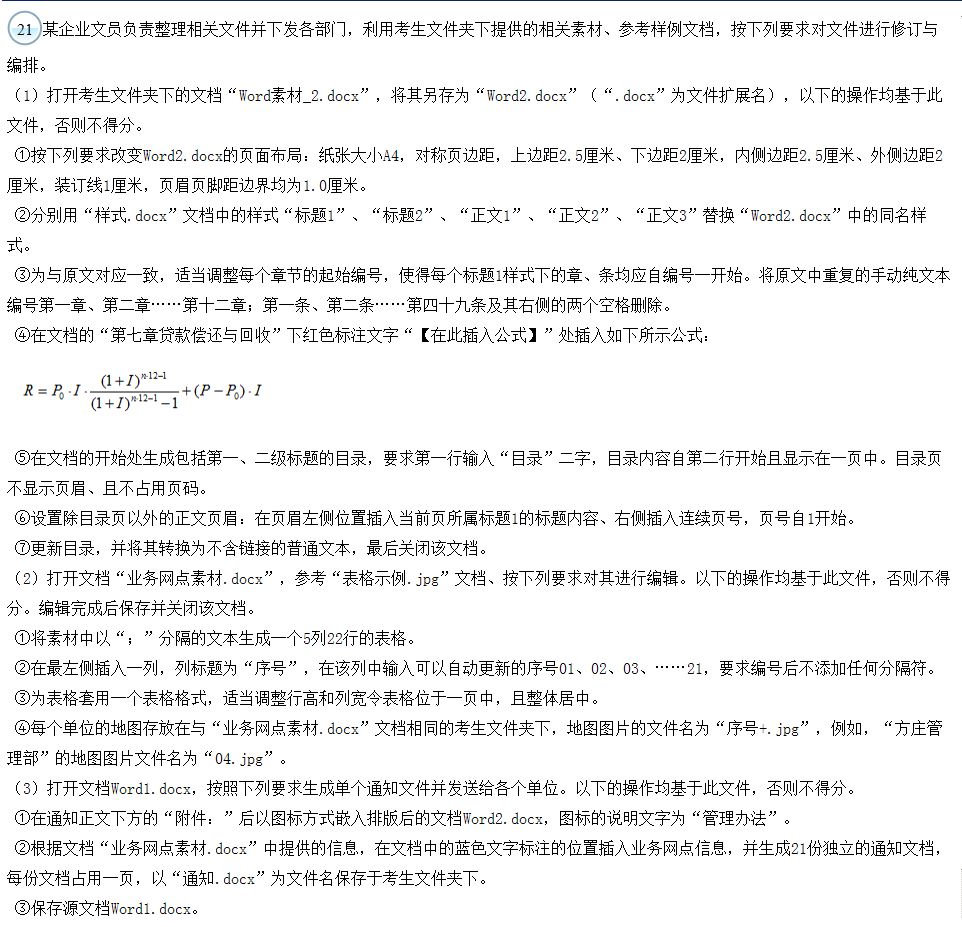 21 某企业文员负责整理相关文件并下发各部门，利用考生文件夹下提供的相关素材、参考样例文档，按下列要求对文件进行修订与
编排。
（1）打开考生文件夹下的文档“Word素材_2.docx”，将其另存为“Word2.docx”（“.docx”为文件扩展名），以下的操作均基于此
文件，否则不得分。
①按下列要求改变Word2.docx的页面布局：纸张大小A4，对称页边距，上边距2.5厘米、下边距2厘米，内侧边距2.5厘米、外侧边距2
厘米，装订线1厘米，页眉页脚距边界均为1.0厘米。
②分别用“样式.docx”文档中的样式“标题1”、“标题2”、“正文1”、“正文2”、“正文3”替换“Word2.docx”中的同名样
式。
③为与原文对应一致，适当调整每个章节的起始编号，使得每个标题1样式下的章、条均应自编号一开始。将原文中重复的手动纯文本
编号第一章、第二章……第十二章；第一条、第二条……第四十九条及其右侧的两个空格删除。
④在文档的“第七章贷款偿还与回收”下红色标注文字“【在此插入公式】”处插入如下所示公式：
R = P₀ · I · (1+I)^(n·12−1) / ((1+I)^(n·12−1) − 1) + (P − P₀) · I
⑤在文档的开始处生成包括第一、二级标题的目录，要求第一行输入“目录”二字，目录内容自第二行开始且显示在一页中。目录页
不显示页眉、且不占用页码。
⑥设置除目录页以外的正文页眉：在页眉左侧位置插入当前页所属标题1的标题内容、右侧插入连续页号，页号自1开始。
⑦更新目录，并将其转换为不含链接的普通文本，最后关闭该文档。
（2）打开文档“业务网点素材.docx”，参考“表格示例.jpg”文档、按下列要求对其进行编辑。以下的操作均基于此文件，否则不得
分。编辑完成后保存并关闭该文档。
①将素材中以“；”分隔的文本生成一个5列22行的表格。
②在最左侧插入一列，列标题为“序号”，在该列中输入可以自动更新的序号01、02、03、……21，要求编号后不添加任何分隔符。
③为表格套用一个表格格式，适当调整行高和列宽令表格位于一页中，且整体居中。
④每个单位的地图存放在与“业务网点素材.docx”文档相同的考生文件夹下，地图图片的文件名为“序号+.jpg”，例如，“方庄管
理部”的地图图片文件名为“04.jpg”。
（3）打开文档Word1.docx，按照下列要求生成单个通知文件并发送给各个单位。以下的操作均基于此文件，否则不得分。
①在通知正文下方的“附件：”后以图标方式嵌入排版后的文档Word2.docx，图标的说明文字为“管理办法”。
②根据文档“业务网点素材.docx”中提供的信息，在文档中的蓝色文字标注的位置插入业务网点信息，并生成21份独立的通知文档，
每份文档占用一页，以“通知.docx”为文件名保存于考生文件夹下。
③保存源文档Word1.docx。